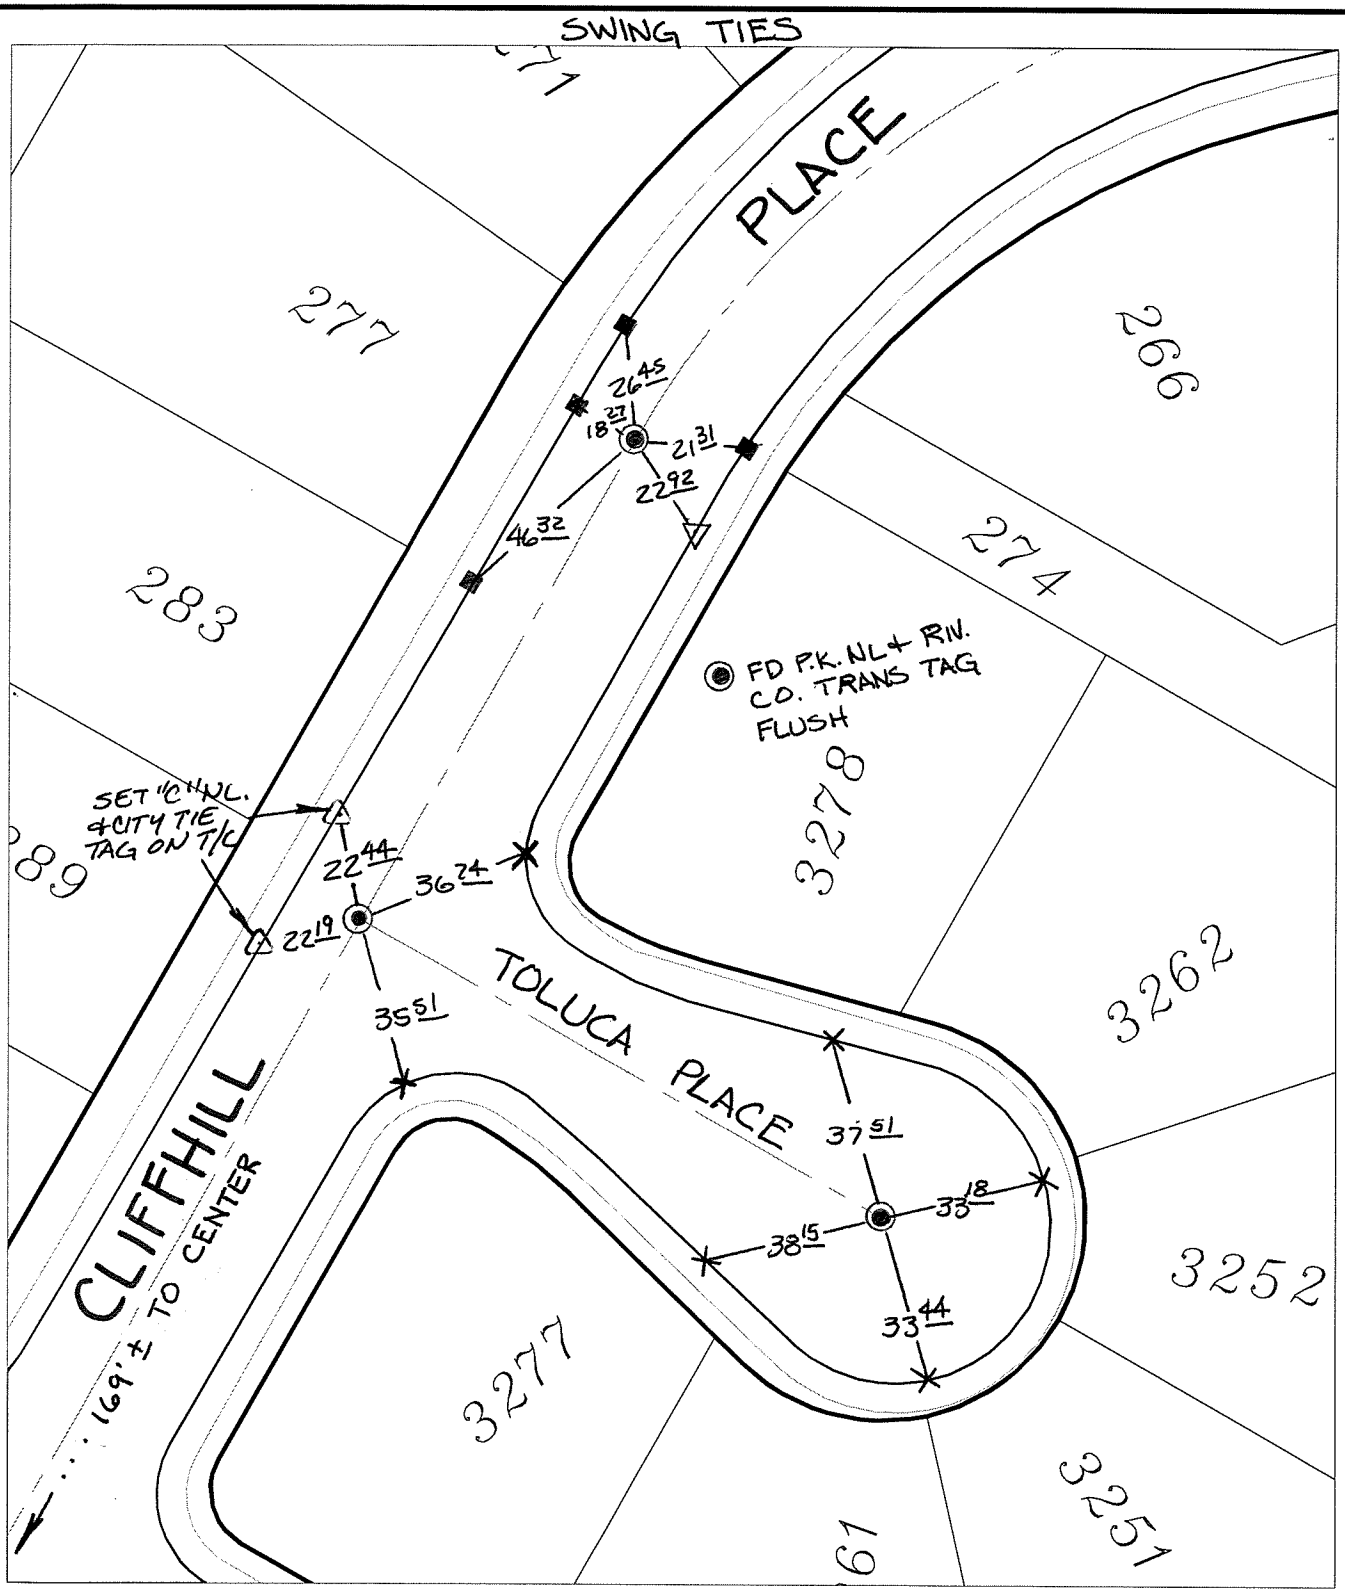 SWING TIES
271
PLACE
277
266
26 45
18 27
21 31
22 92
46 32
274
283
FD P.K. NL + RIV.
CO. TRANS TAG
FLUSH
3278
SET "C" NL.
& CITY TIE
TAG ON T/C
289
22 44
36 24
22 19
35 51
3262
TOLUCA PLACE
CLIFFHILL
169' ± TO CENTER
37 51
33 18
38 15
33 44
3252
3277
3251
61